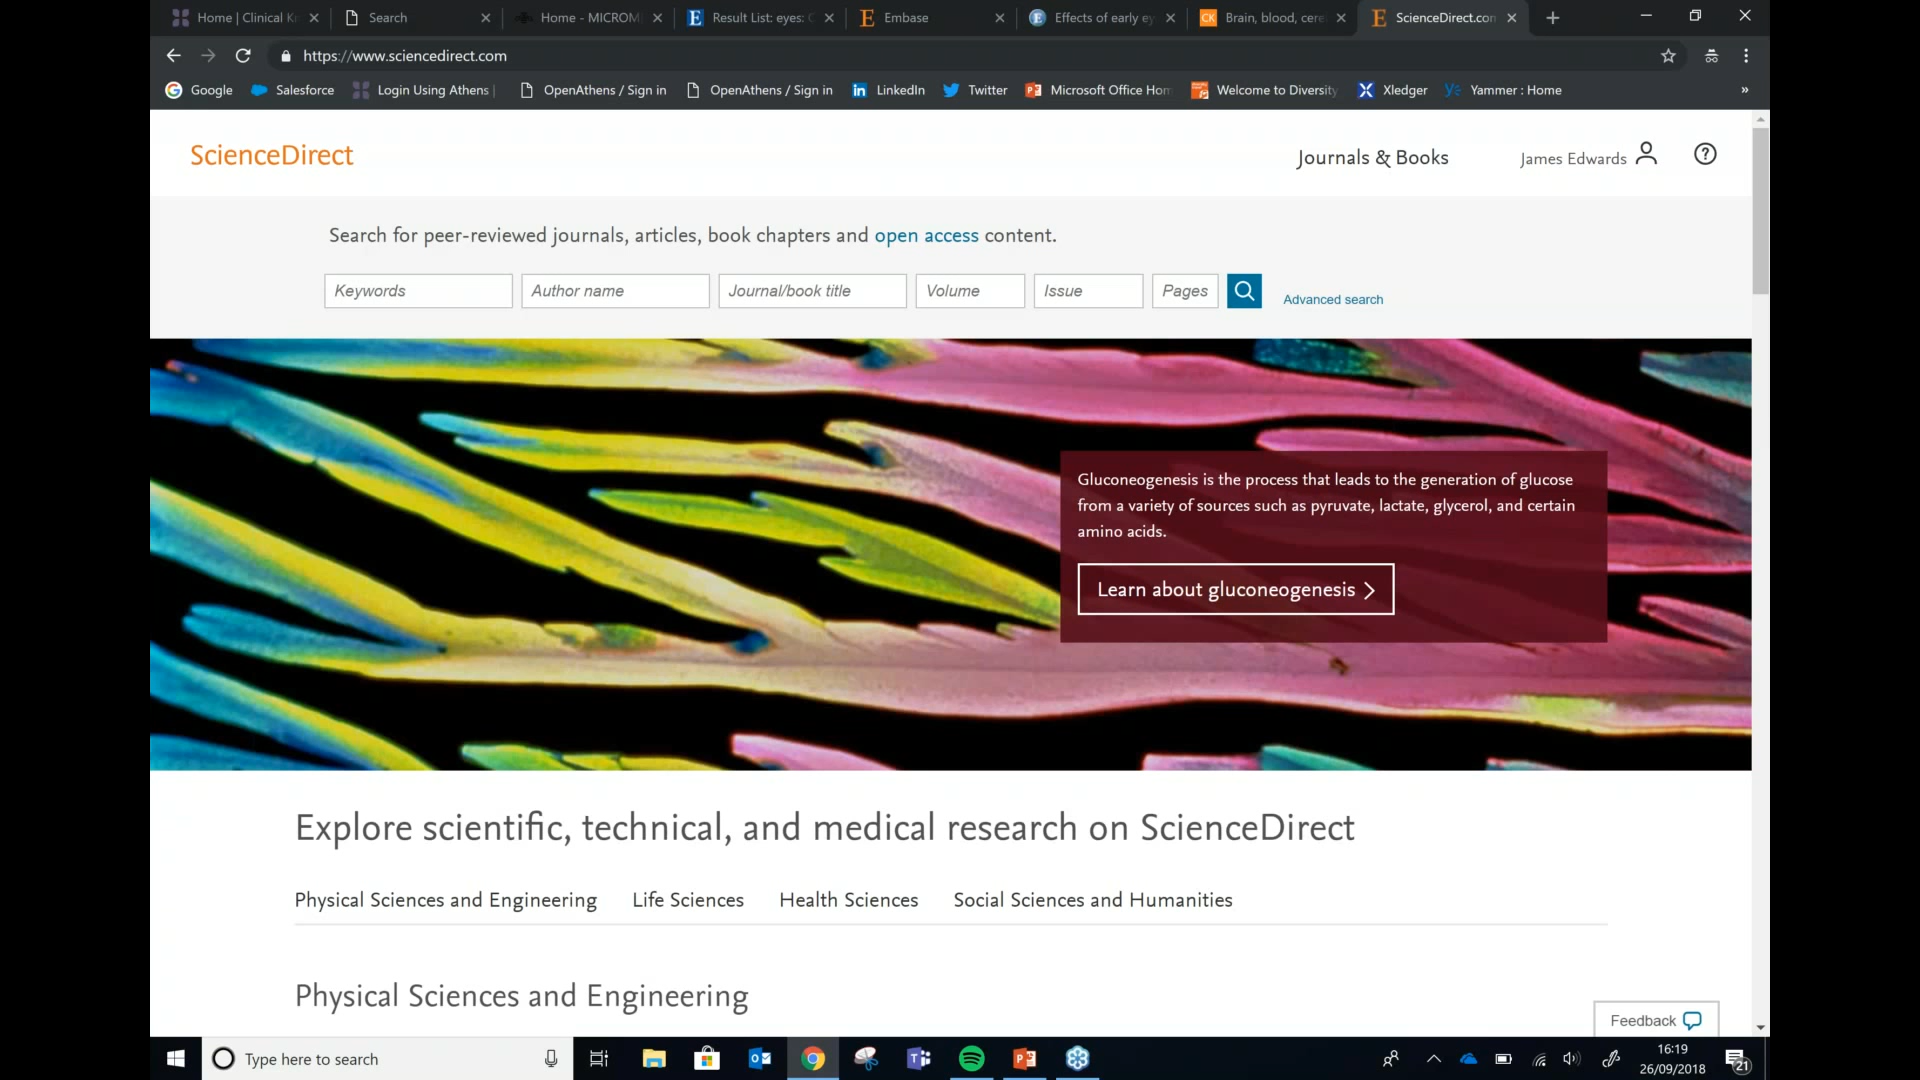 Home | Clinical K
Search
Home - MICROM
Result List: eyes:
Embase
Effects of early ey
Brain, blood, cere
ScienceDirect.con
https://www.sciencedirect.com
Google
Salesforce
Login Using Athens |
OpenAthens / Sign in
OpenAthens / Sign in
LinkedIn
Twitter
Microsoft Office Hom
Welcome to Diversity
Xledger
Yammer : Home
»
ScienceDirect
Journals & Books
James Edwards
Search for peer-reviewed journals, articles, book chapters and open access content.
Keywords
Author name
Journal/book title
Volume
Issue
Pages
Advanced search
Gluconeogenesis is the process that leads to the generation of glucose
from a variety of sources such as pyruvate, lactate, glycerol, and certain
amino acids.
Learn about gluconeogenesis >
Explore scientific, technical, and medical research on ScienceDirect
Physical Sciences and Engineering
Life Sciences
Health Sciences
Social Sciences and Humanities
Physical Sciences and Engineering
Feedback
Type here to search
16:19
26/09/2018
21